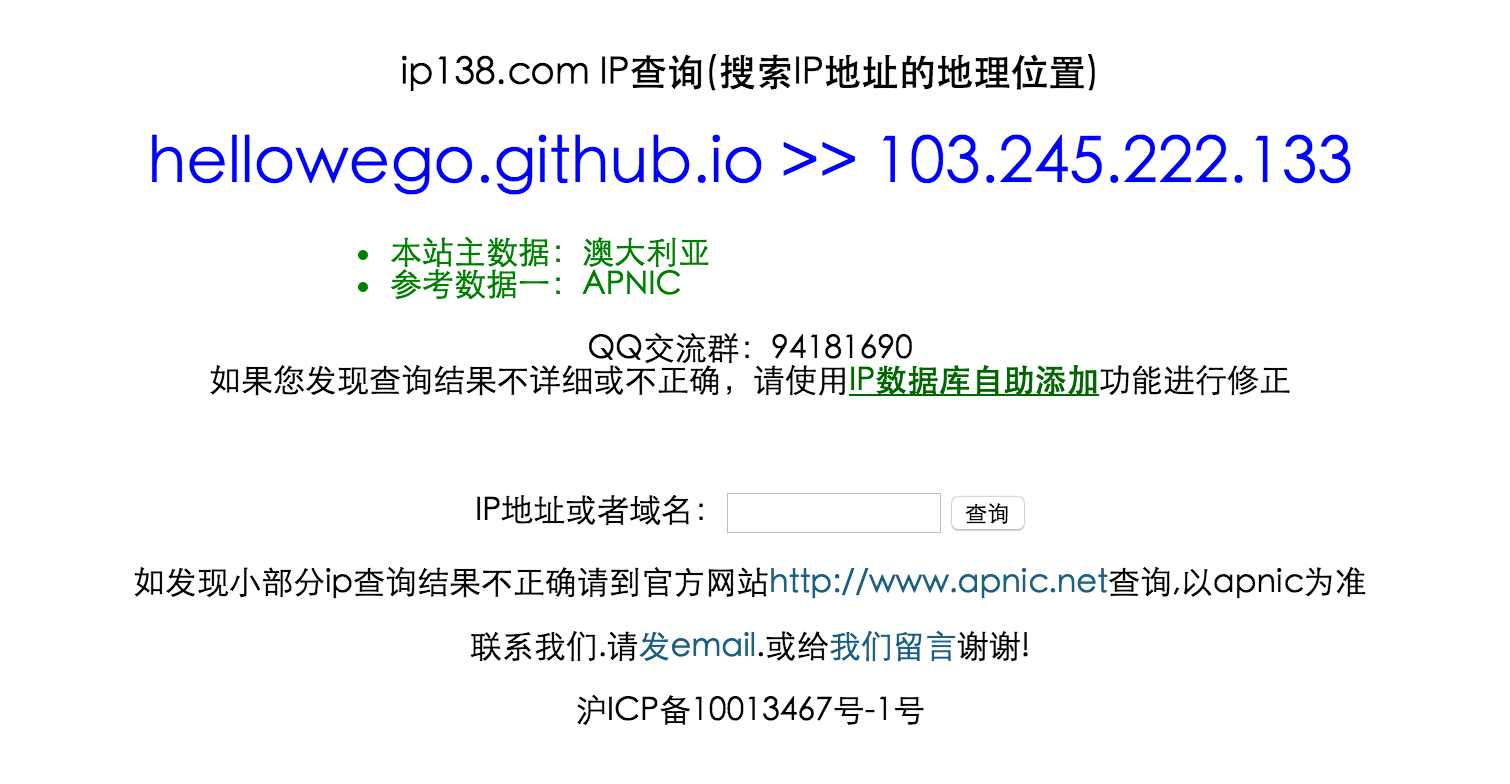 ip138.com IP查询(搜索IP地址的地理位置)
hellowego.github.io >> 103.245.222.133
• 本站主数据：澳大利亚
• 参考数据一：APNIC
QQ交流群：94181690
如果您发现查询结果不详细或不正确，请使用IP数据库自助添加功能进行修正
IP地址或者域名： 查询
如发现小部分ip查询结果不正确请到官方网站http://www.apnic.net查询,以apnic为准
联系我们.请发email.或给我们留言谢谢!
沪ICP备10013467号-1号